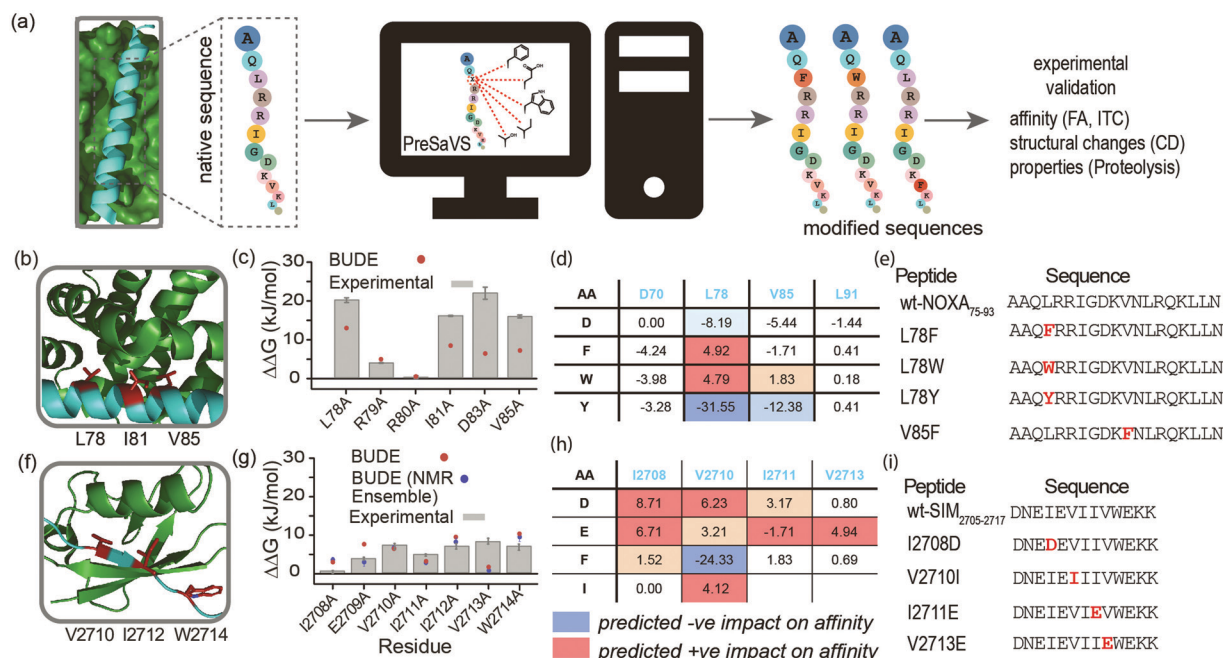 (a)
native sequence
A
Q
L
R
R
I
G
D
K
V
K
L
PreSaVS
A
Q
F
R
R
I
G
D
K
V
K
L
A
Q
W
R
R
I
G
D
K
V
K
L
A
Q
L
R
R
I
G
D
K
F
K
L
modified sequences
experimental
validation
affinity (FA, ITC)
structural changes (CD)
properties (Proteolysis)
(b)
L78 I81 V85
(c)
ΔΔG (kJ/mol)
30
20
10
0
BUDE
Experimental
L78A R79A R80A I81A D83A V85A
(d)
AA D70 L78 V85 L91
D 0.00 -8.19 -5.44 -1.44
F -4.24 4.92 -1.71 0.41
W -3.98 4.79 1.83 0.18
Y -3.28 -31.55 -12.38 0.41
(e)
Peptide Sequence
wt-NOXA75-93 AAQLRRIGDKVNLRQKLLN
L78F AAQFRRIGDKVNLRQKLLN
L78W AAQWRRIGDKVNLRQKLLN
L78Y AAQYRRIGDKVNLRQKLLN
V85F AAQLRRIGDKFNLRQKLLN
(f)
V2710 I2712 W2714
(g)
ΔΔG (kJ/mol)
30
20
10
0
BUDE
BUDE (NMR
Ensemble)
Experimental
I2708A E2709A V2710A I2711A I2712A V2713A W2714A
Residue
(h)
AA I2708 V2710 I2711 V2713
D 8.71 6.23 3.17 0.80
E 6.71 3.21 -1.71 4.94
F 1.52 -24.33 1.83 0.69
I 0.00 4.12
predicted -ve impact on affinity
predicted +ve impact on affinity
(i)
Peptide Sequence
wt-SIM2705-2717 DNEIEVIIVWEKK
I2708D DNEDEVIIVWEKK
V2710I DNEIEIIIVWEKK
I2711E DNEIEVIEVWEKK
V2713E DNEIEVIIEWEKK